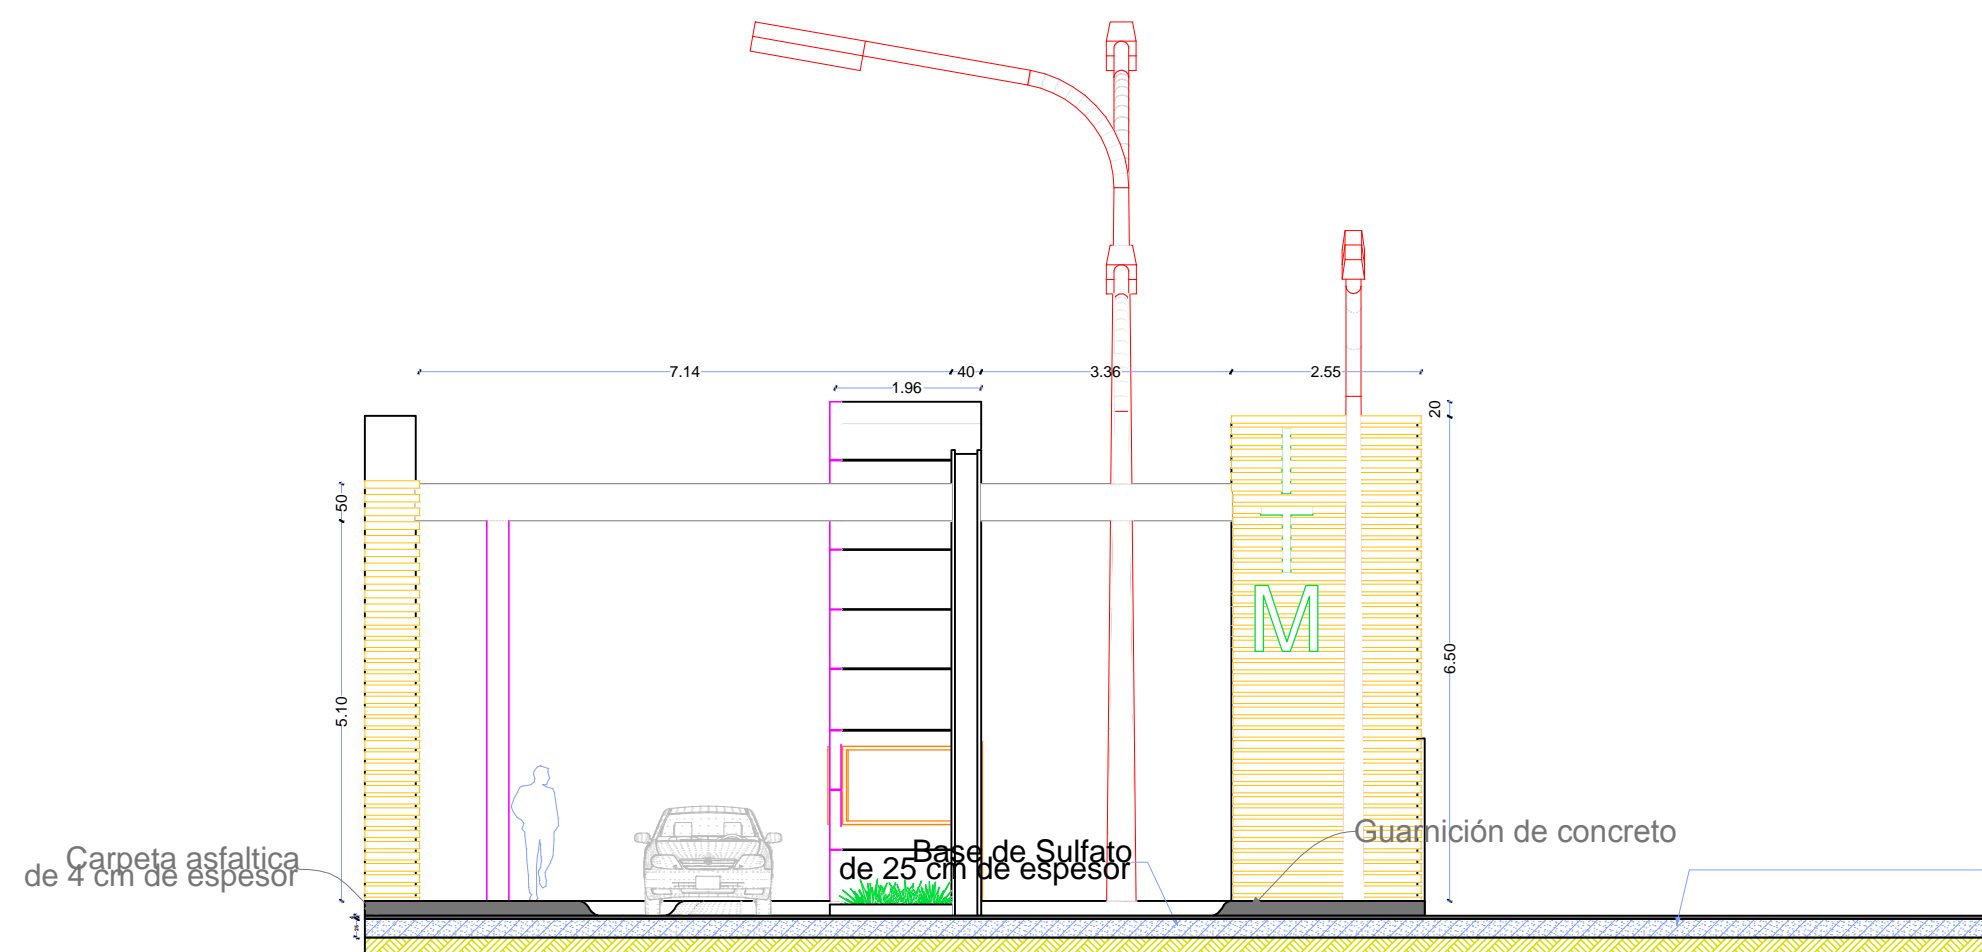 7.14
40
3.36
2.55
1.96
20
50
I
T
M
6.50
5.10
Guarnición de concreto
Base de Sulfato
de 25 cm de espesor
Carpeta asfaltica
de 4 cm de espesor